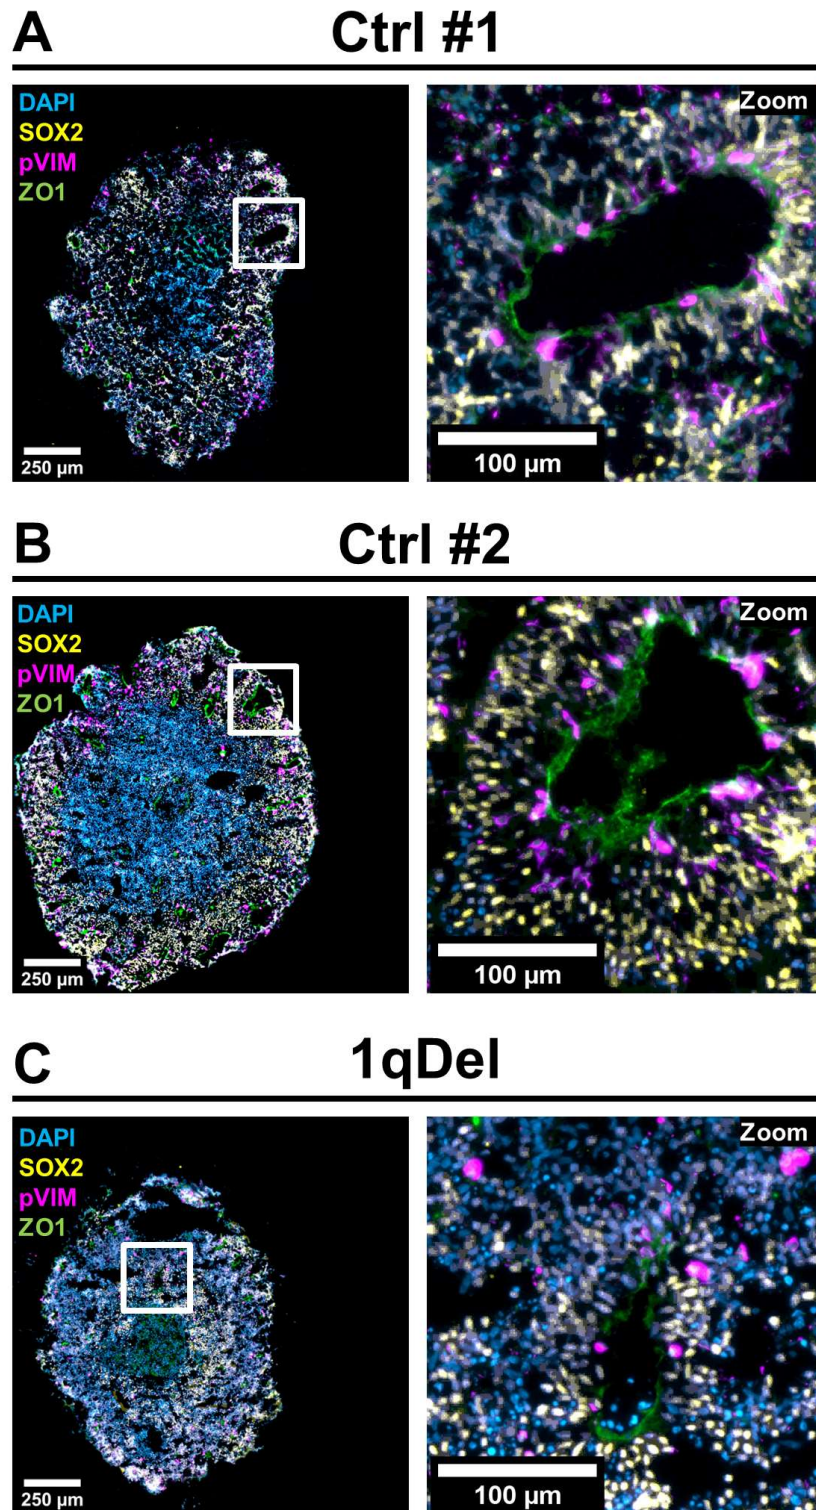 A
Ctrl #1
DAPI
SOX2
pVIM
ZO1
250 µm
Zoom
100 µm
B
Ctrl #2
DAPI
SOX2
pVIM
ZO1
250 µm
Zoom
100 µm
C
1qDel
DAPI
SOX2
pVIM
ZO1
250 µm
Zoom
100 µm